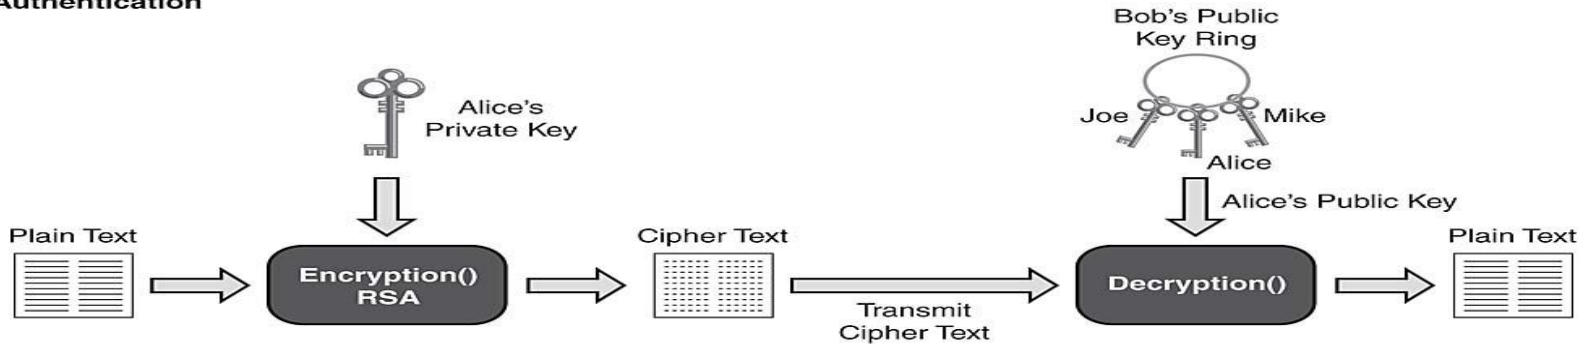 Authentication
Bob's Public
Key Ring
Alice's
Private Key
Joe
Mike
Alice
Alice's Public Key
Plain Text
Cipher Text
Plain Text
Encryption()
RSA
Decryption()
Transmit
Cipher Text